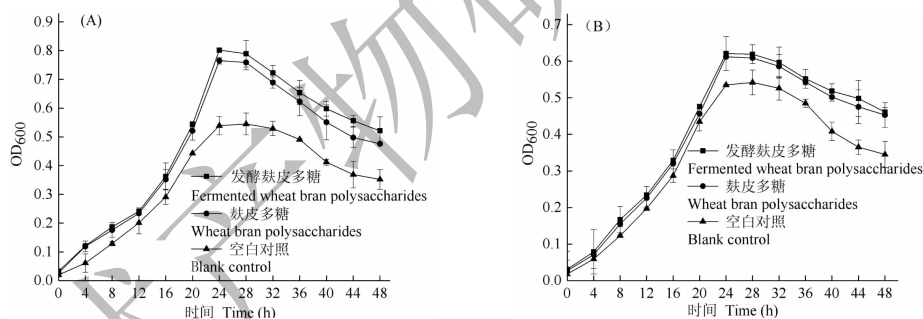 (A)
0.9
0.8
0.7
0.6
0.5
0.4
0.3
0.2
0.1
0.0
OD600
发酵麸皮多糖
Fermented wheat bran polysaccharides
麸皮多糖
Wheat bran polysaccharides
空白对照
Blank control
0 4 8 12 16 20 24 28 32 36 40 44 48
时间 Time (h)
(B)
0.7
0.6
0.5
0.4
0.3
0.2
0.1
0.0
OD600
发酵麸皮多糖
Fermented wheat bran polysaccharides
麸皮多糖
Wheat bran polysaccharides
空白对照
Blank control
0 4 8 12 16 20 24 28 32 36 40 44 48
时间 Time (h)